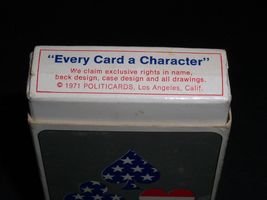 "Every Card a Character"
We claim exclusive rights in name,
back design, case design and all drawings.
© 1971 POLITICARDS, Los Angeles, Calif.